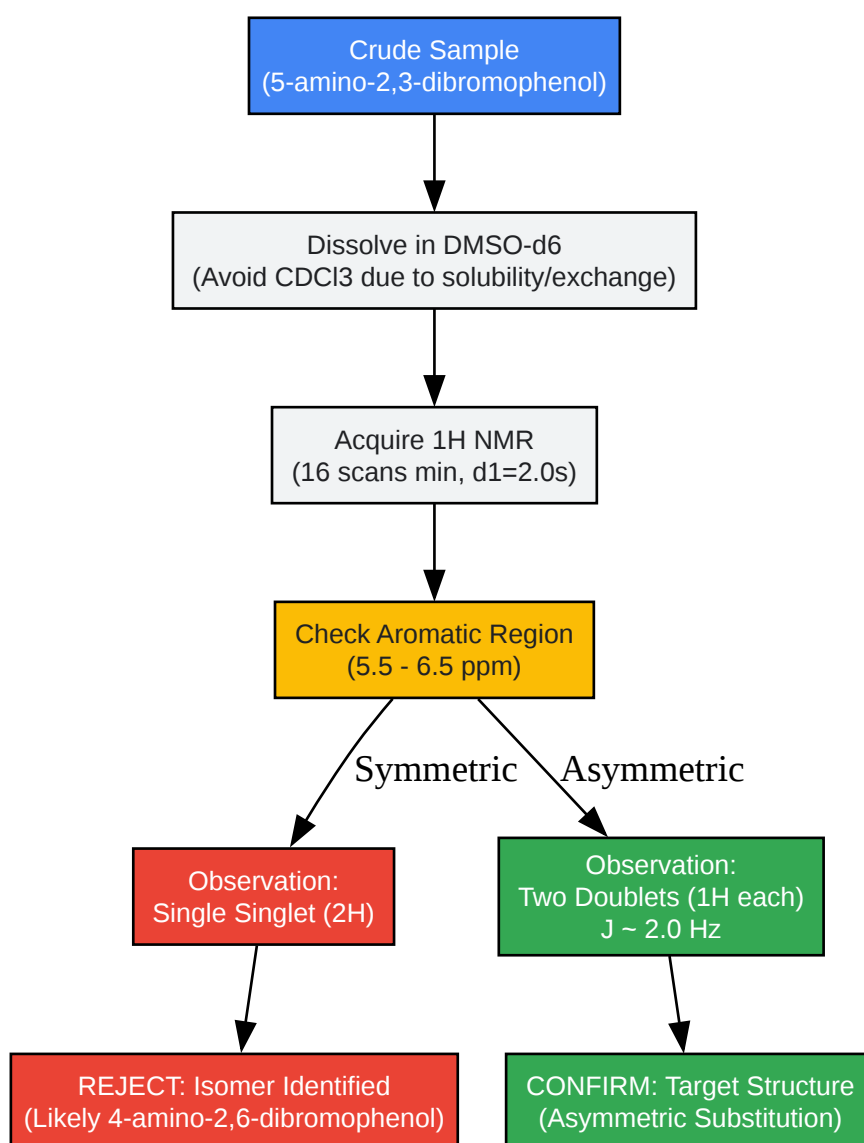 Crude Sample
(5-amino-2,3-dibromophenol)
Dissolve in DMSO-d6
(Avoid CDCl3 due to solubility/exchange)
Acquire 1H NMR
(16 scans min, d1=2.0s)
Check Aromatic Region
(5.5 - 6.5 ppm)
Symmetric
Asymmetric
Observation:
Single Singlet (2H)
Observation:
Two Doublets (1H each)
J ~ 2.0 Hz
REJECT: Isomer Identified
(Likely 4-amino-2,6-dibromophenol)
CONFIRM: Target Structure
(Asymmetric Substitution)